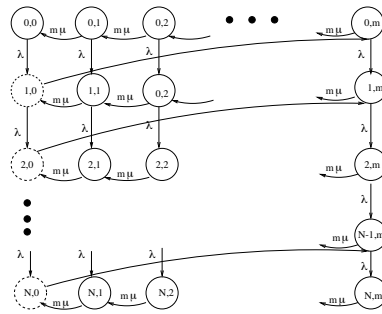 0,0 mμ 0,1 mμ 0,2 mμ 0,m
λ λ λ λ
1,0 mμ 1,1 mμ 0,2 mμ 1,m
λ λ λ λ
2,0 mμ 2,1 mμ 2,2 mμ 2,m
λ
mμ N-1,m
λ λ λ λ
N,0 mμ N,1 mμ N,2 mμ N,m